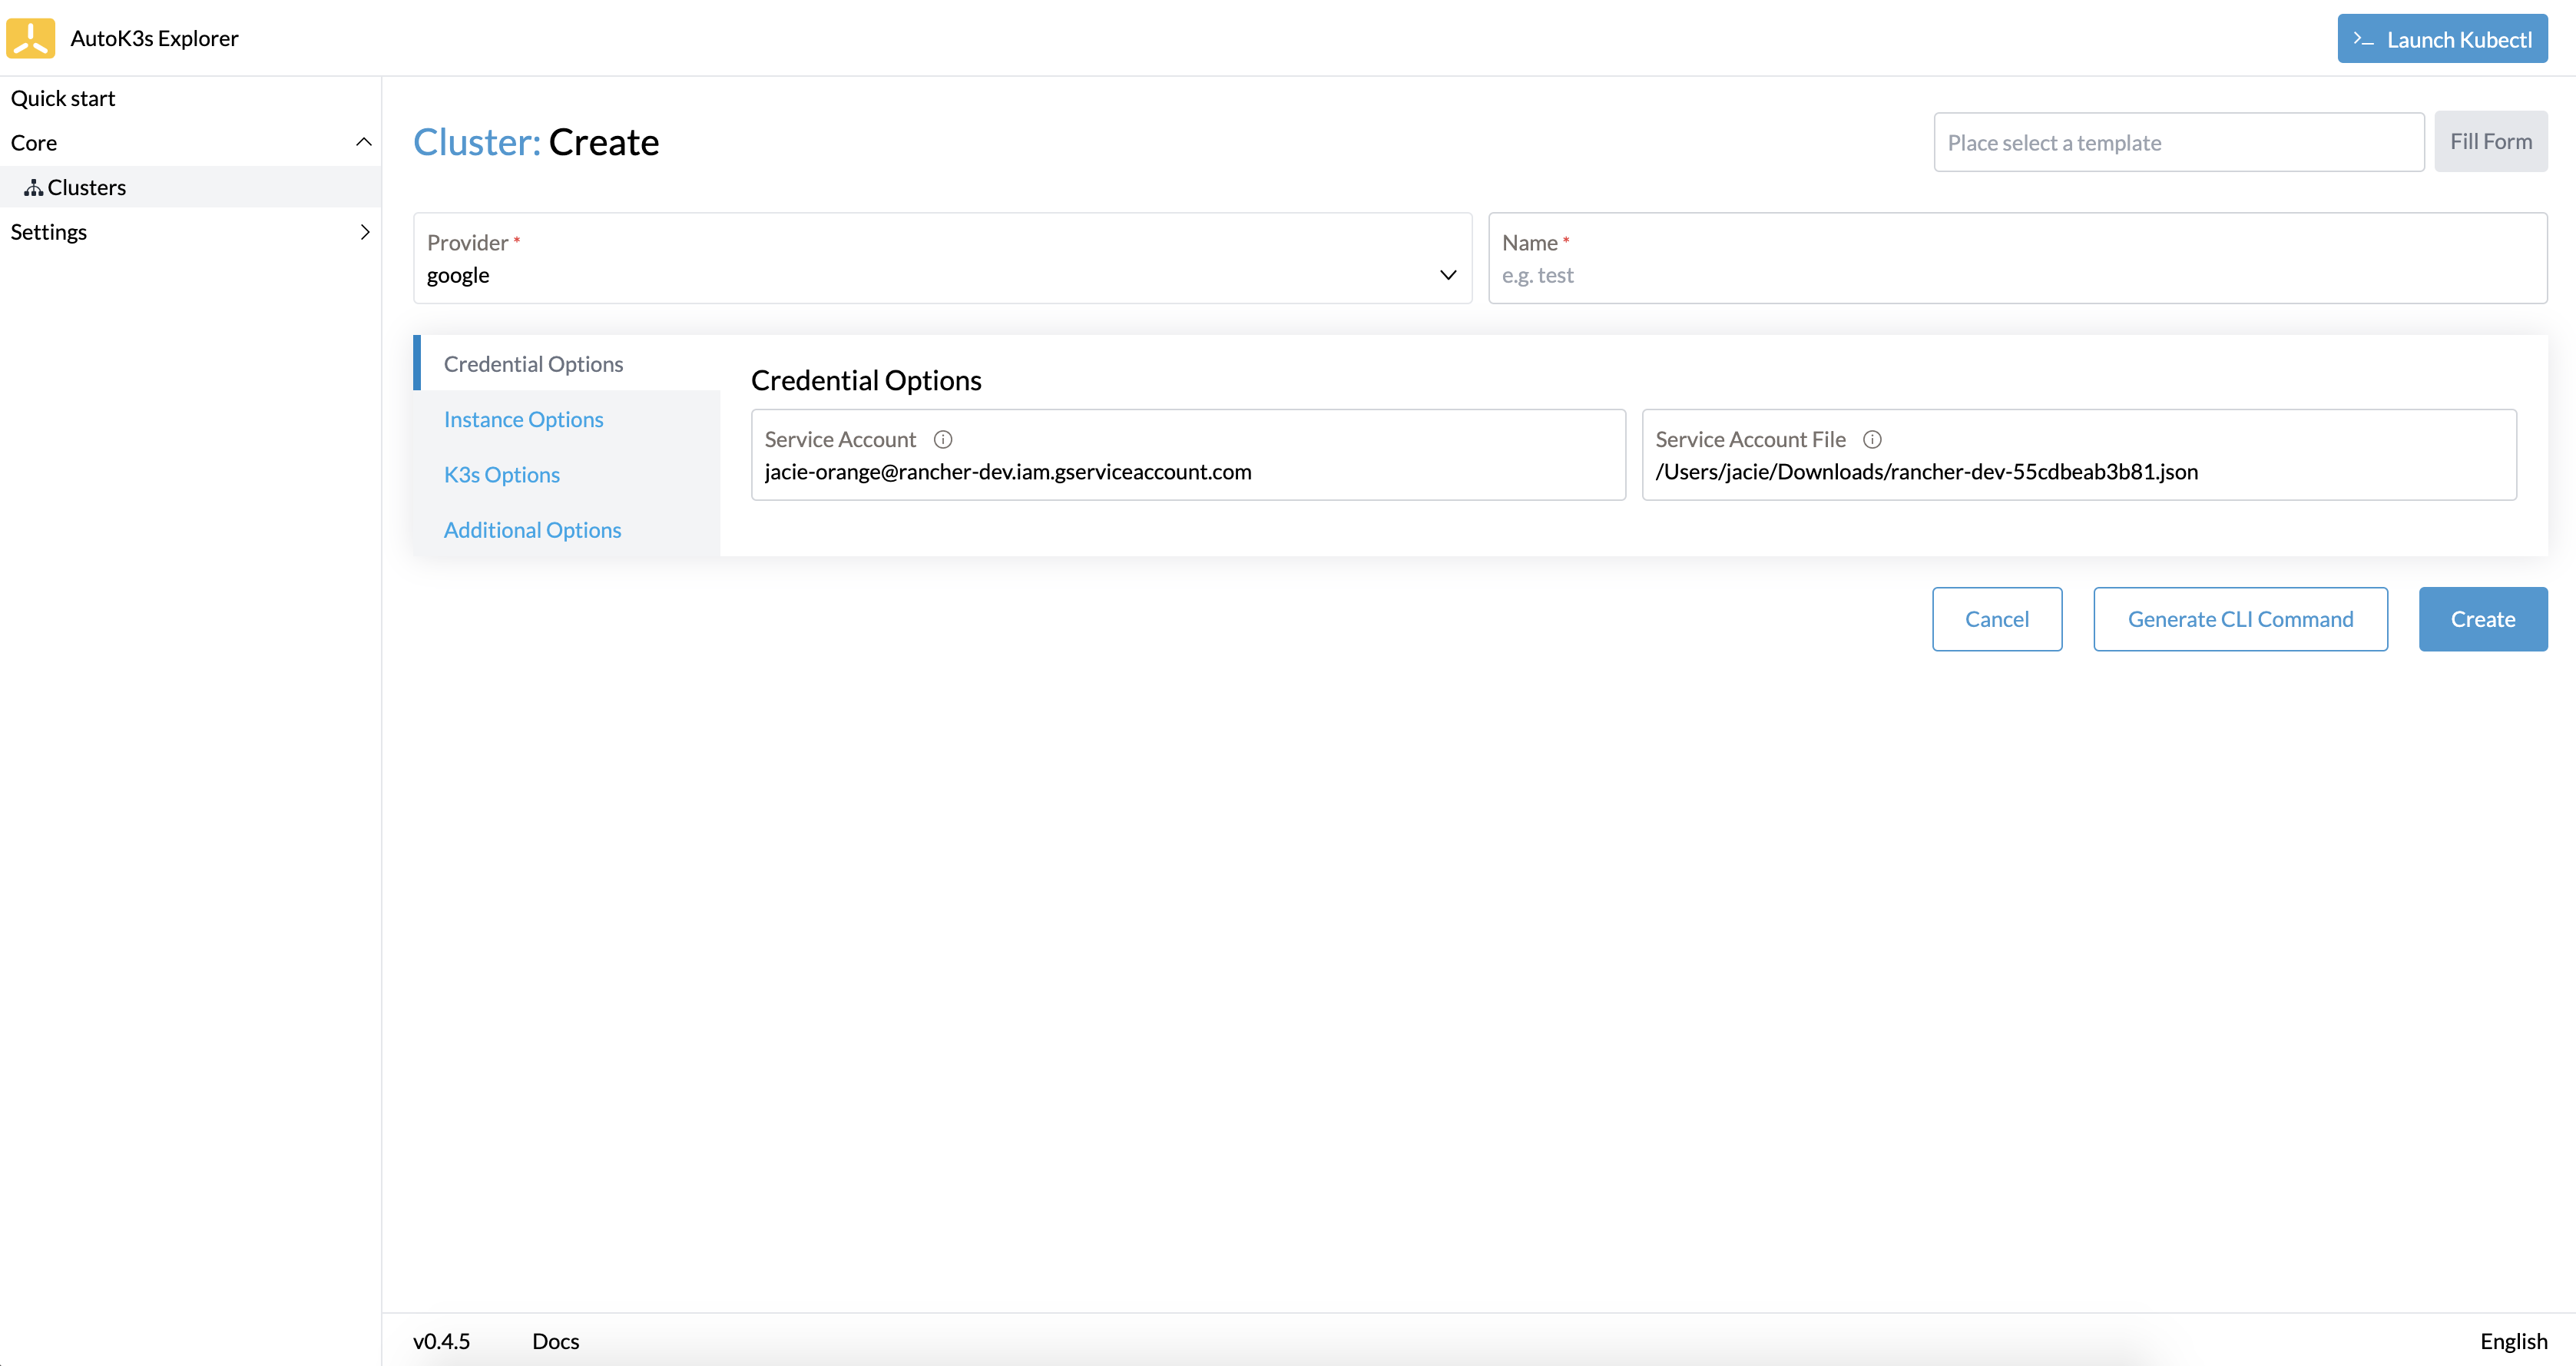 AutoK3s Explorer
Launch Kubectl
Quick start
Core
Clusters
Settings
Cluster: Create
Place select a template
Fill Form
Provider *
google
Name *
e.g. test
Credential Options
Instance Options
K3s Options
Additional Options
Credential Options
Service Account
jacie-orange@rancher-dev.iam.gserviceaccount.com
Service Account File
/Users/jacie/Downloads/rancher-dev-55cdbeab3b81.json
Cancel
Generate CLI Command
Create
v0.4.5
Docs
English